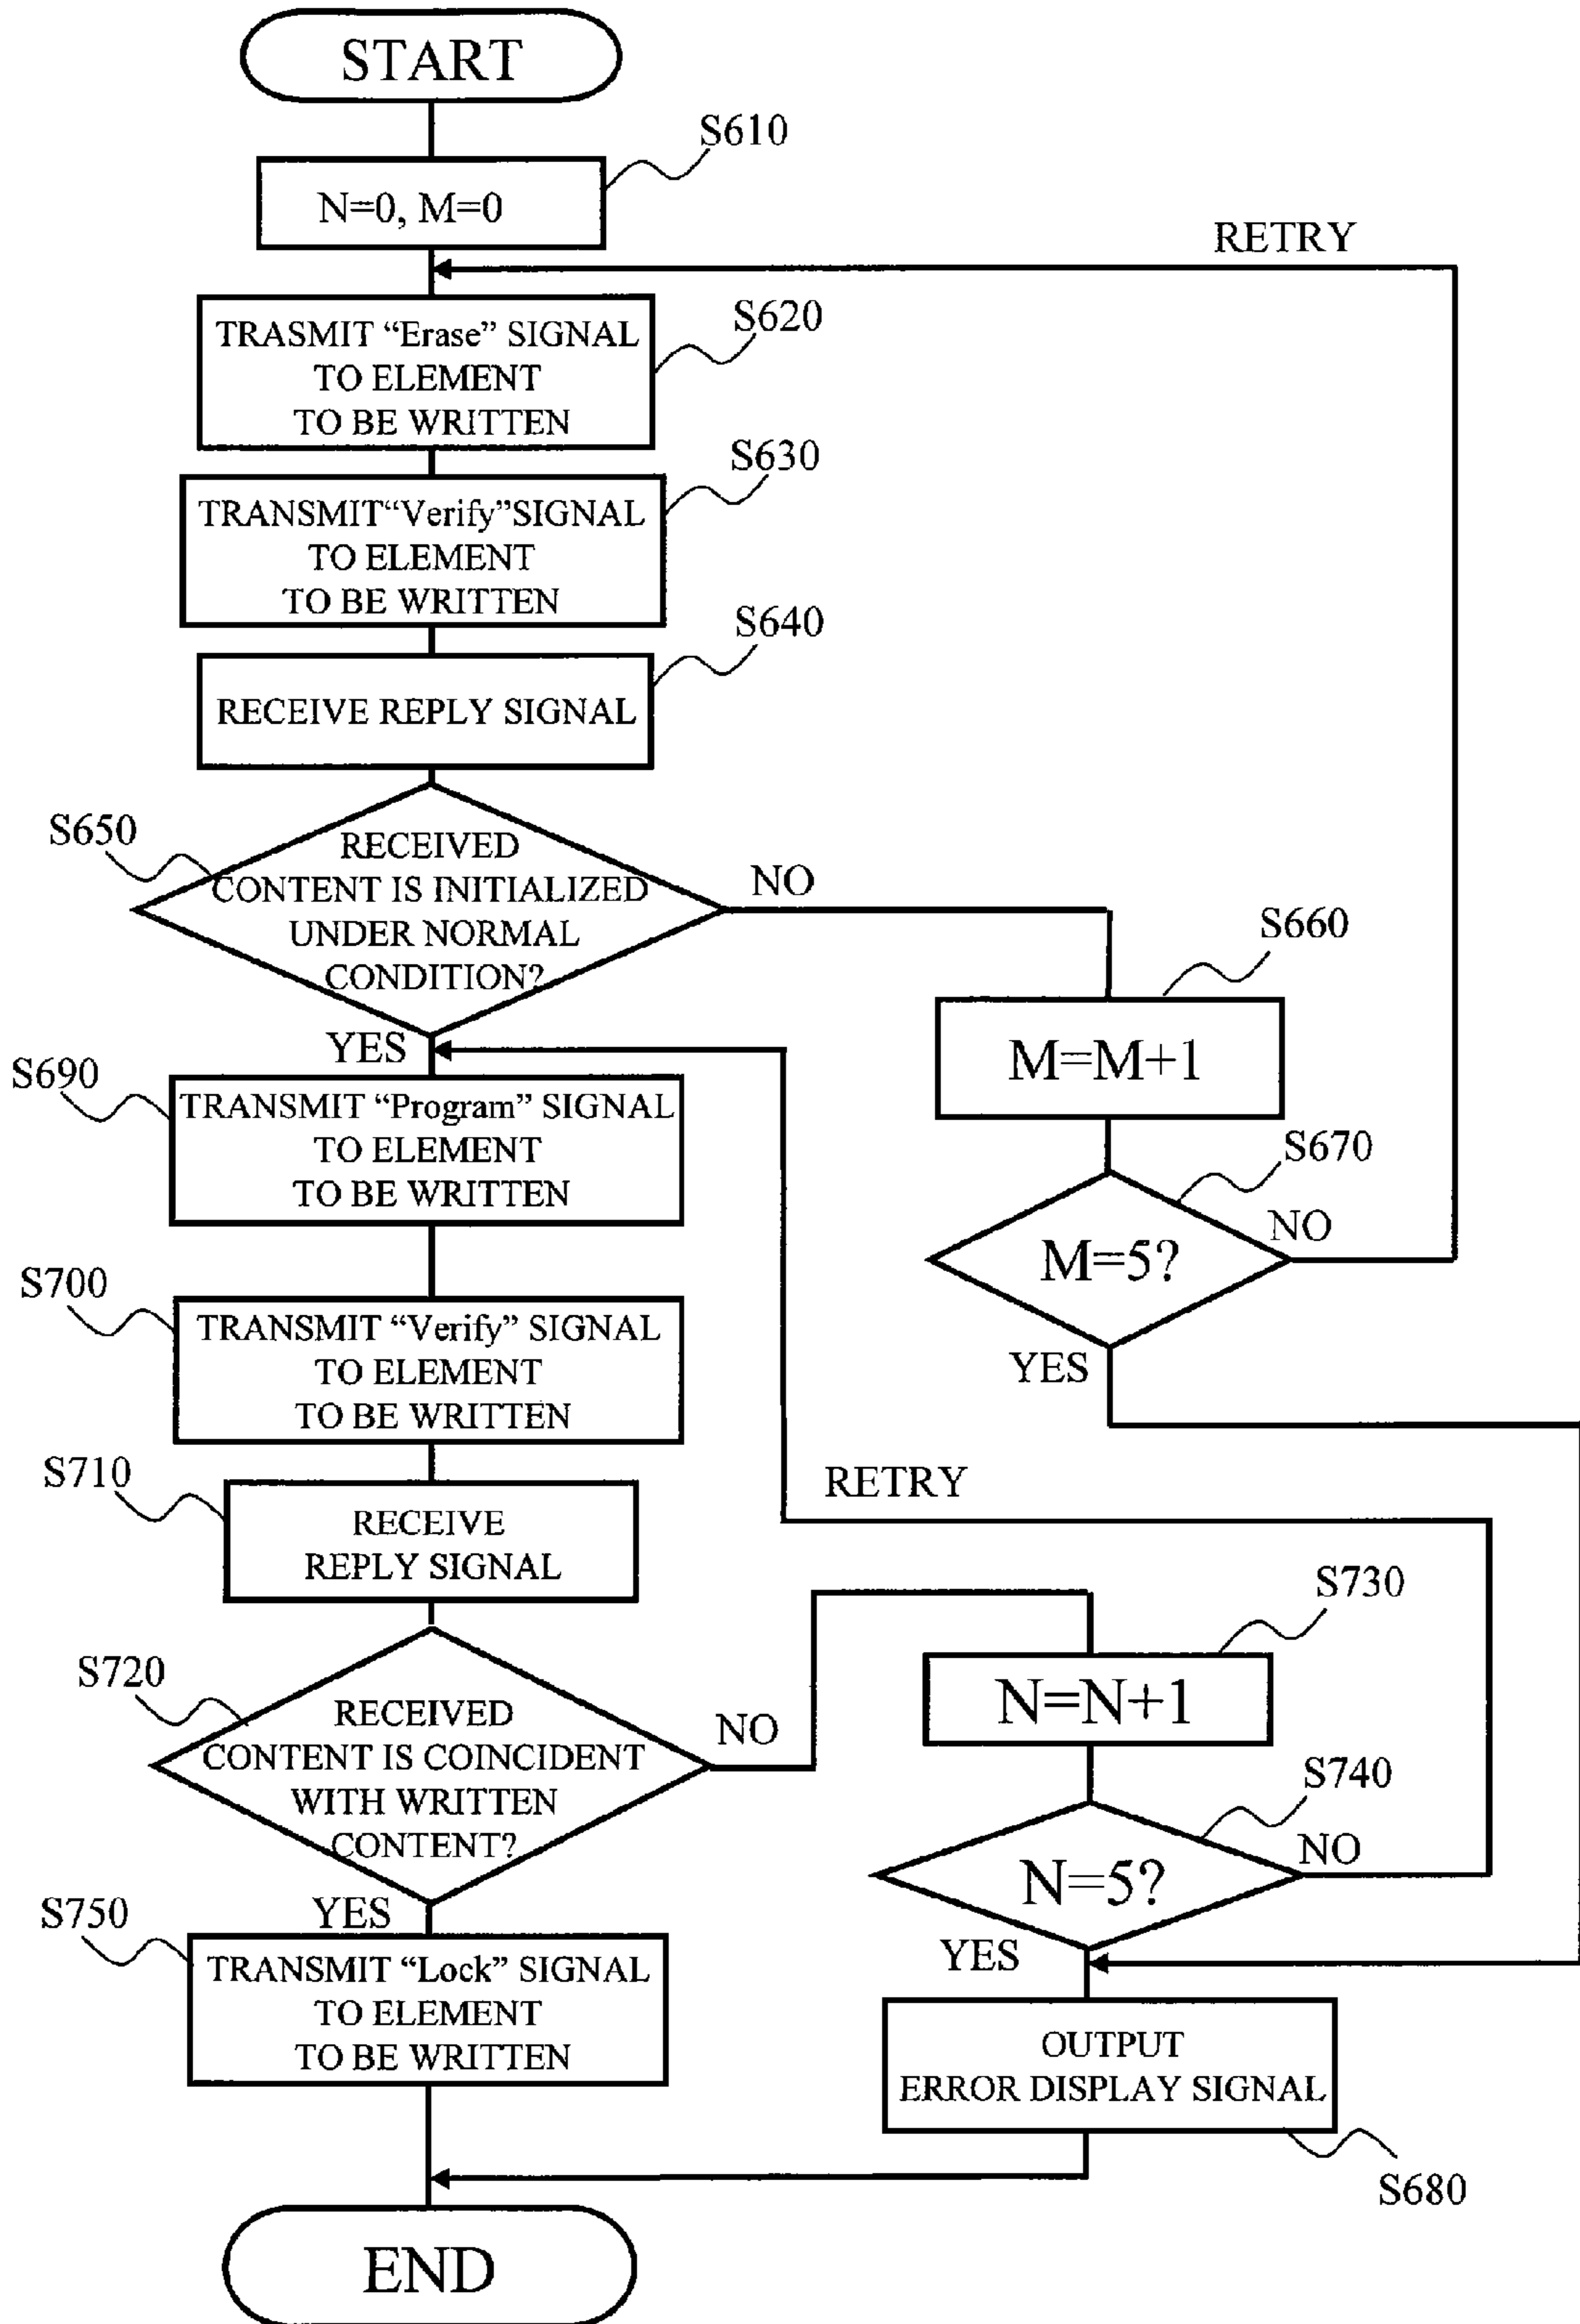 START
S610
N=0, M=0
RETRY
S620
TRASMIT “Erase” SIGNAL
TO ELEMENT
TO BE WRITTEN
S630
TRANSMIT“Verify”SIGNAL
TO ELEMENT
TO BE WRITTEN
S640
RECEIVE REPLY SIGNAL
S650
RECEIVED
CONTENT IS INITIALIZED
UNDER NORMAL
CONDITION?
NO
S660
M=M+1
YES
S690
TRANSMIT “Program” SIGNAL
TO ELEMENT
TO BE WRITTEN
S670
M=5?
NO
YES
S700
TRANSMIT “Verify” SIGNAL
TO ELEMENT
TO BE WRITTEN
S710
RECEIVE
REPLY SIGNAL
RETRY
S720
RECEIVED
CONTENT IS COINCIDENT
WITH WRITTEN
CONTENT?
NO
S730
N=N+1
S740
N=5?
NO
YES
YES
S750
TRANSMIT “Lock” SIGNAL
TO ELEMENT
TO BE WRITTEN
OUTPUT
ERROR DISPLAY SIGNAL
S680
END